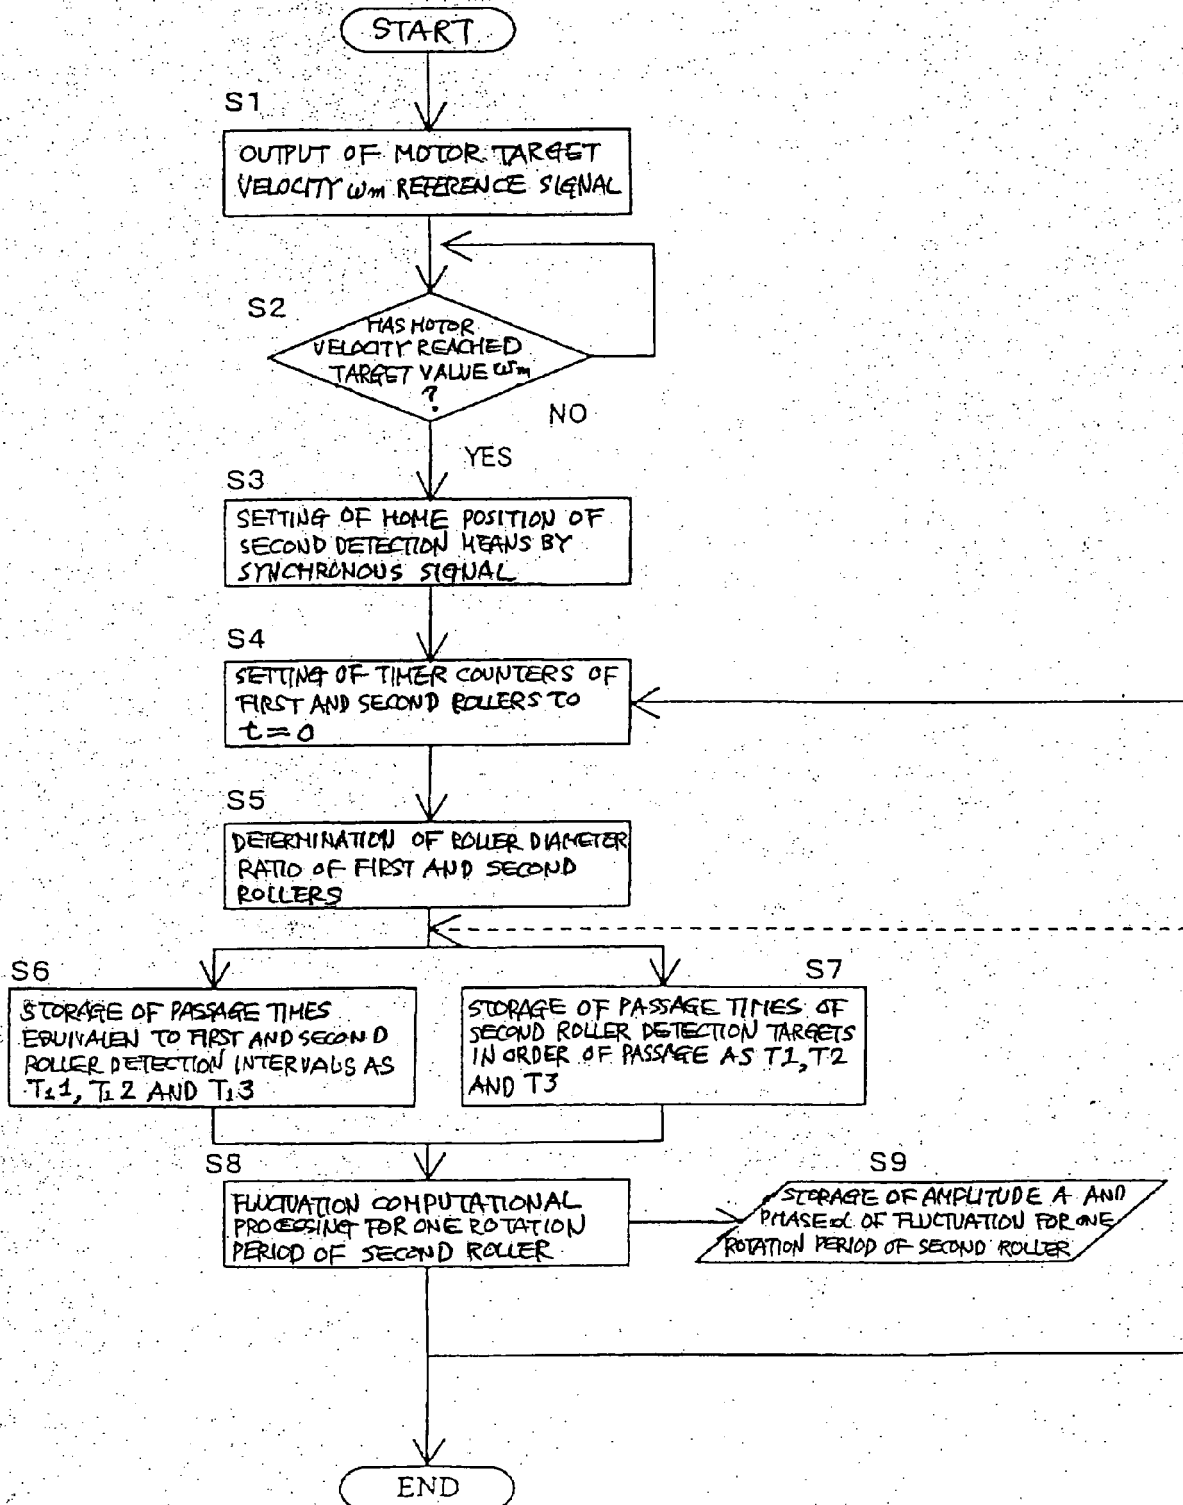 START
S1
OUTPUT OF MOTOR TARGET
VELOCITY ωm REFERENCE SIGNAL
S2
HAS MOTOR
VELOCITY REACHED
TARGET VALUE ωm
?
NO
YES
S3
SETTING OF HOME POSITION OF
SECOND DETECTION MEANS BY
SYNCHRONOUS SIGNAL
S4
SETTING OF TIMER COUNTERS OF
FIRST AND SECOND ROLLERS TO
t=0
S5
DETERMINATION OF ROLLER DIAMETER
RATIO OF FIRST AND SECOND
ROLLERS
S6
STORAGE OF PASSAGE TIMES
EQUIVALEN TO FIRST AND SECOND
ROLLER DETECTION INTERVALS AS
T₁1, T₁2 AND T₁3
S7
STORAGE OF PASSAGE TIMES OF
SECOND ROLLER DETECTION TARGETS
IN ORDER OF PASSAGE AS T1, T2
AND T3
S8
FLUCTUATION COMPUTATIONAL
PROCESSING FOR ONE ROTATION
PERIOD OF SECOND ROLLER
S9
STORAGE OF AMPLITUDE A AND
PHASE α OF FLUCTUATION FOR ONE
ROTATION PERIOD OF SECOND ROLLER
END